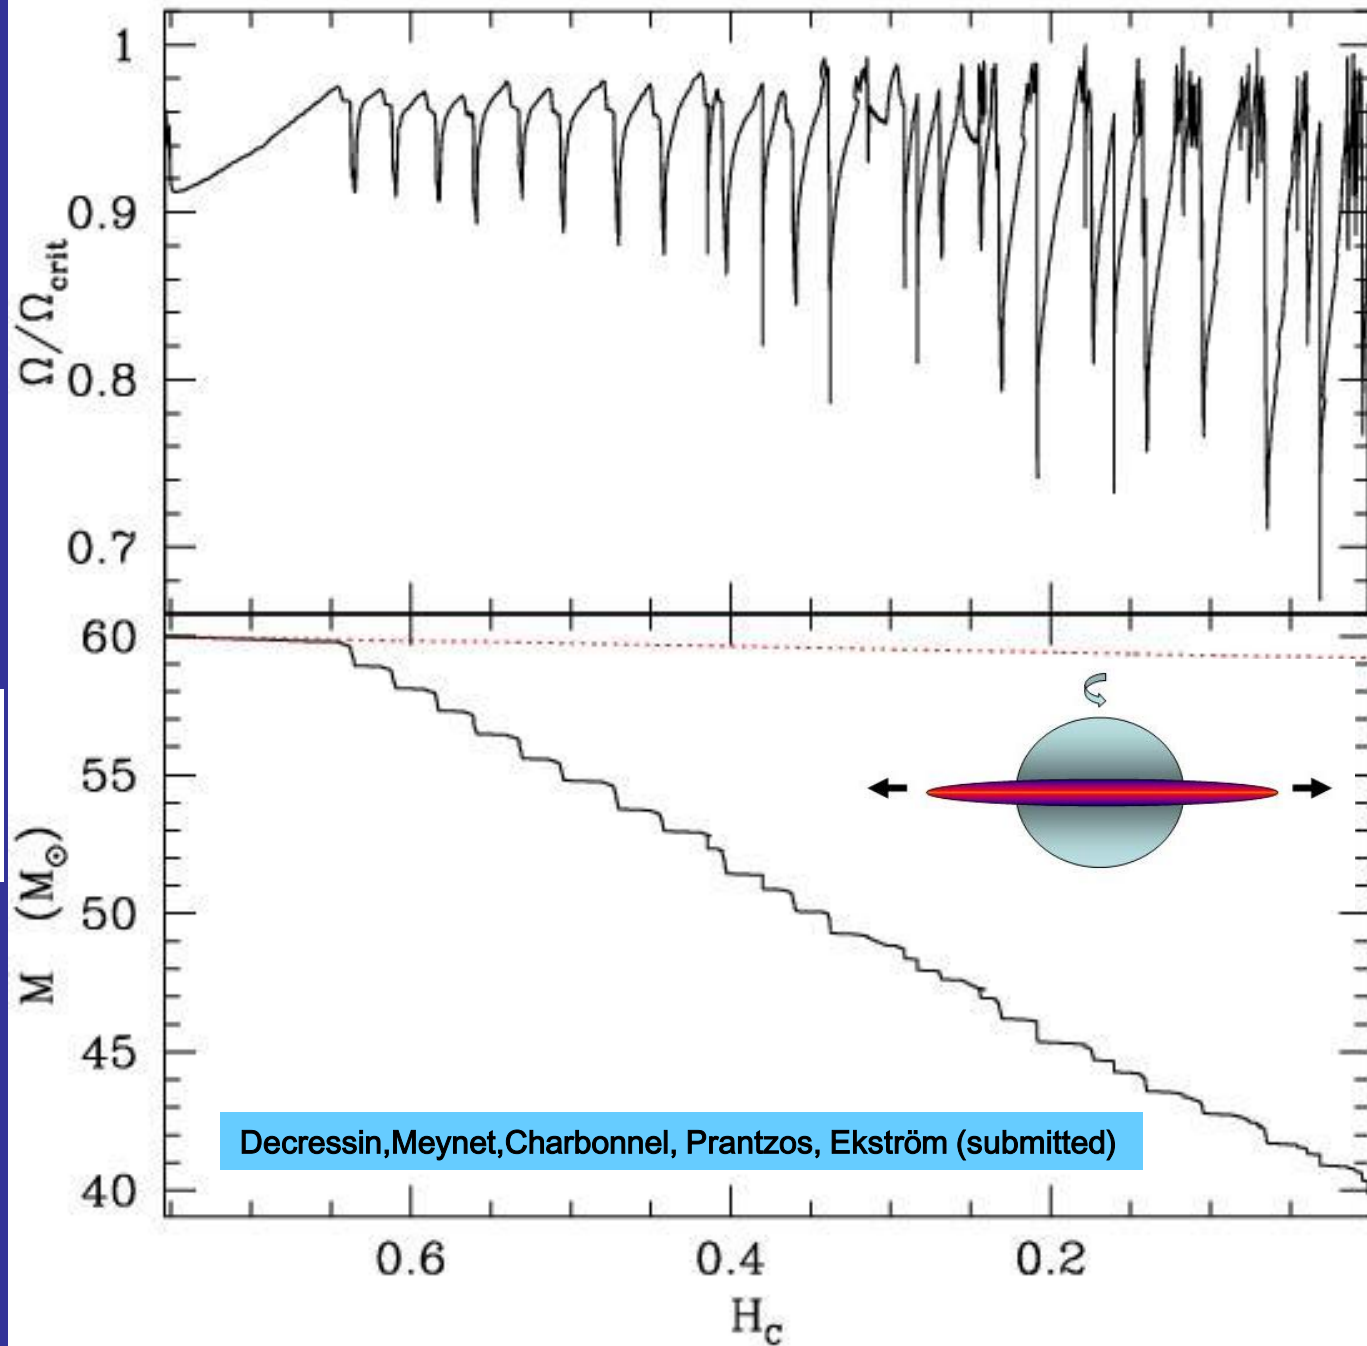 1
0.9
0.8
0.7
Ω/Ωcrit
60
55
50
45
40
M (M⊙)
Decressin,Meynet,Charbonnel, Prantzos, Ekström (submitted)
0.6 0.4 0.2
Hc